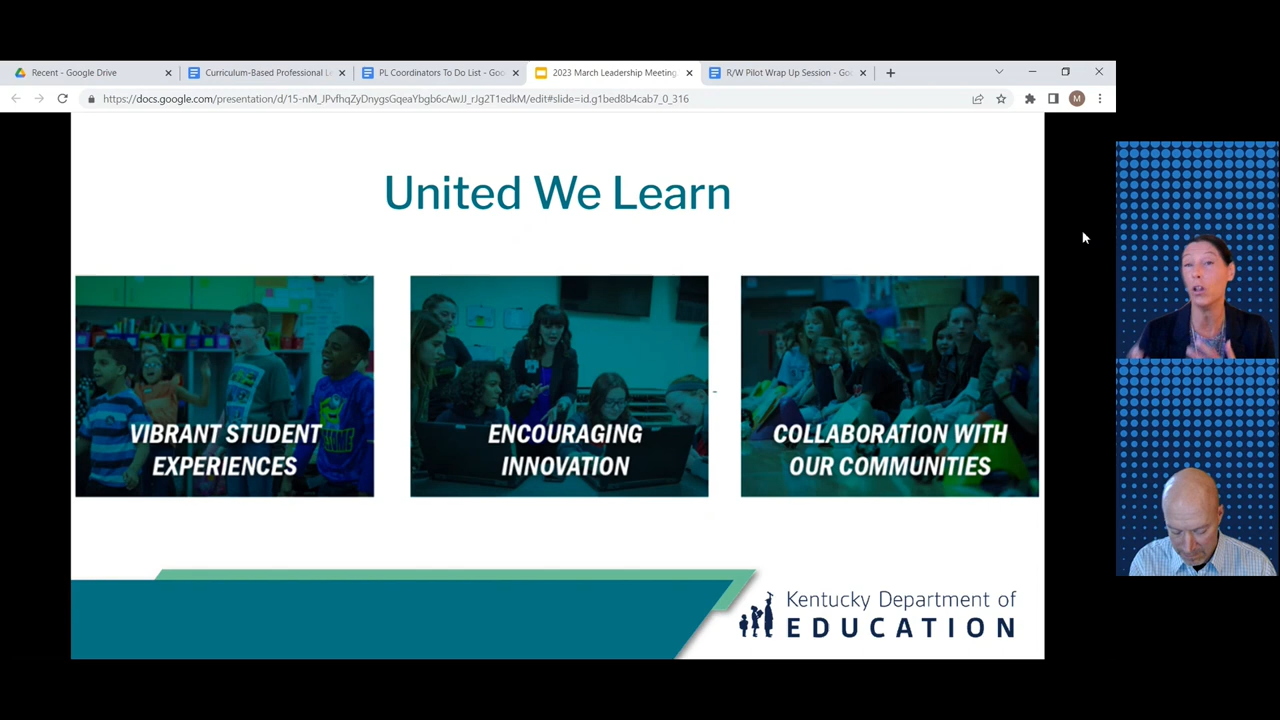 Recent - Google Drive
Curriculum-Based Professional Le
PL Coordinators To Do List - Goo
2023 March Leadership Meeting
R/W Pilot Wrap Up Session - Goo
https://docs.google.com/presentation/d/15-nM_JPvfhqZyDnygsGqeaYbgb6cAwJJ_rJg2T1edkM/edit#slide=id.g1bed8b4cab7_0_316
M
United We Learn
VIBRANT STUDENT
EXPERIENCES
ENCOURAGING
INNOVATION
COLLABORATION WITH
OUR COMMUNITIES
Kentucky Department of
EDUCATION